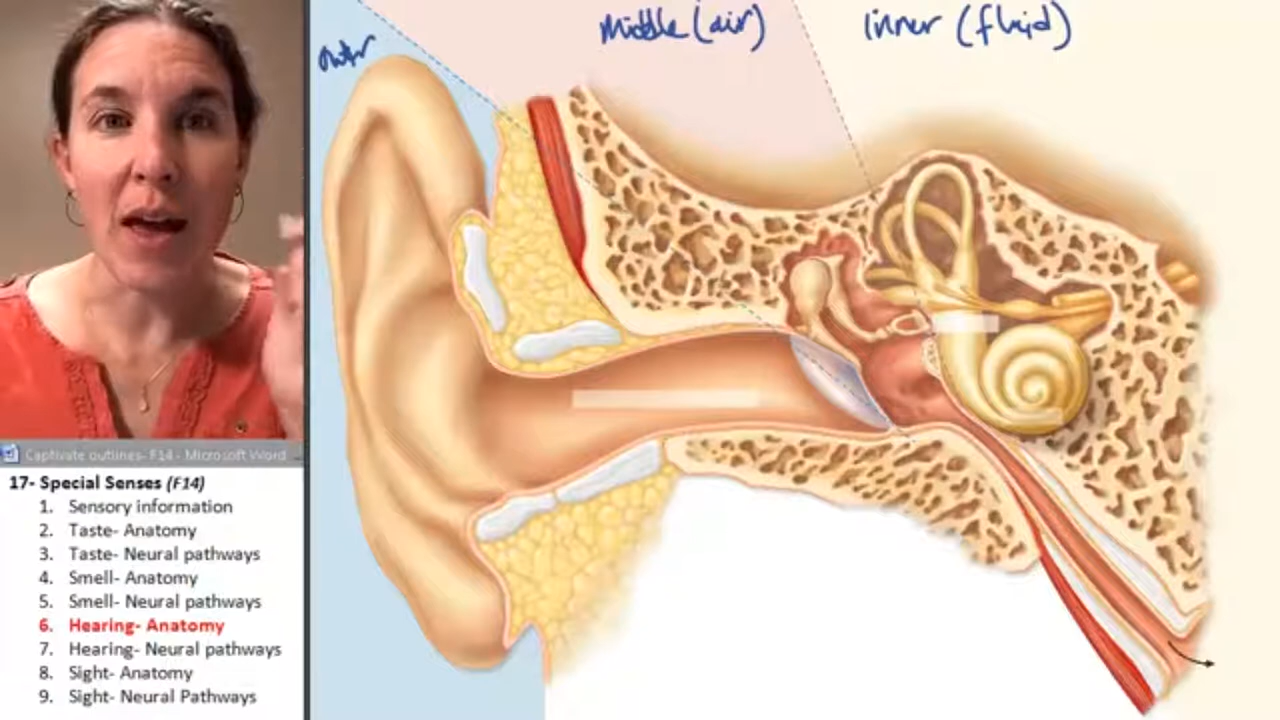 outer
middle (air)
inner (fluid)
Captivate outlines- F14 - Microsoft Word
17- Special Senses (F14)
1. Sensory information
2. Taste- Anatomy
3. Taste- Neural pathways
4. Smell- Anatomy
5. Smell- Neural pathways
6. Hearing- Anatomy
7. Hearing- Neural pathways
8. Sight- Anatomy
9. Sight- Neural Pathways